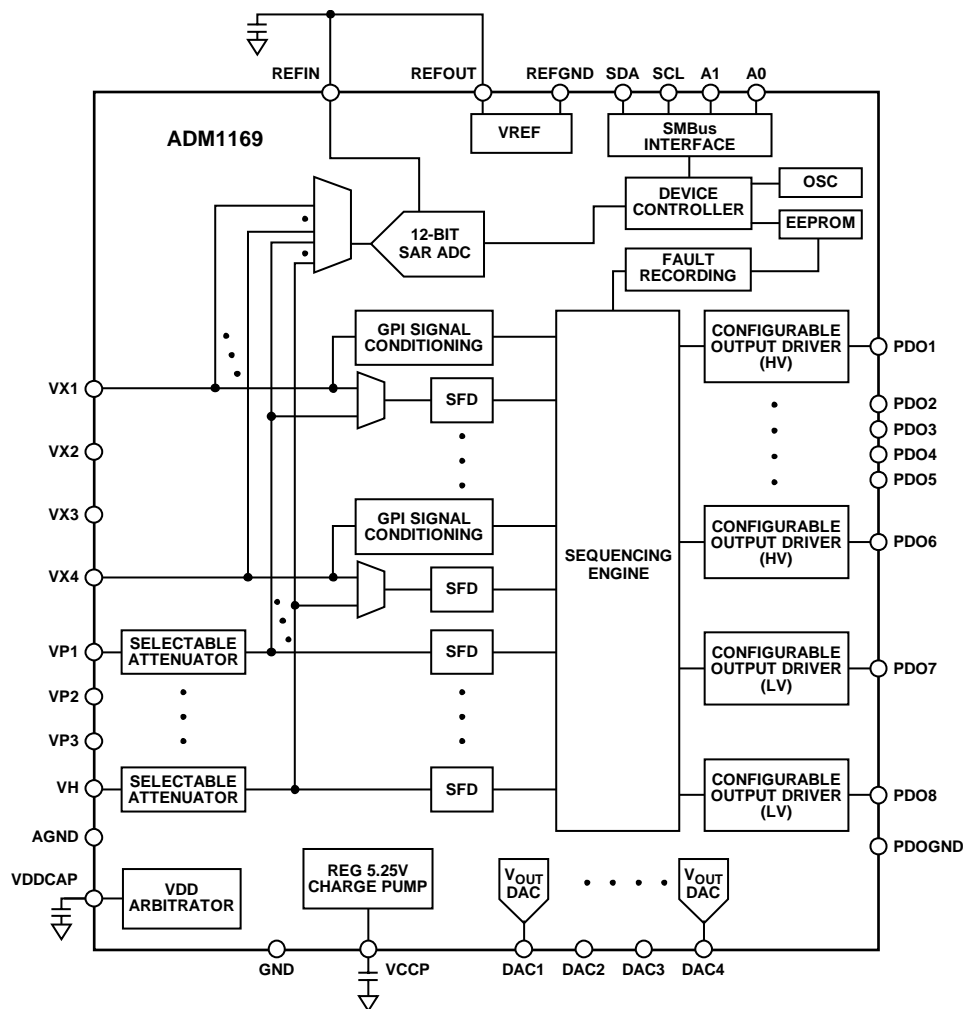 REFIN
REFOUT
REFGND
SDA
SCL
A1
A0
ADM1169
VREF
SMBus
INTERFACE
DEVICE
CONTROLLER
OSC
EEPROM
12-BIT
SAR ADC
FAULT
RECORDING
GPI SIGNAL
CONDITIONING
CONFIGURABLE
OUTPUT DRIVER
(HV)
PDO1
VX1
SFD
PDO2
PDO3
VX2
PDO4
PDO5
VX3
GPI SIGNAL
CONDITIONING
SEQUENCING
ENGINE
CONFIGURABLE
OUTPUT DRIVER
(HV)
PDO6
VX4
SFD
VP1
SELECTABLE
ATTENUATOR
SFD
CONFIGURABLE
OUTPUT DRIVER
(LV)
PDO7
VP2
VP3
VH
SELECTABLE
ATTENUATOR
SFD
CONFIGURABLE
OUTPUT DRIVER
(LV)
PDO8
AGND
PDOGND
VDDCAP
VDD
ARBITRATOR
REG 5.25V
CHARGE PUMP
VOUT
DAC
VOUT
DAC
GND
VCCP
DAC1
DAC2
DAC3
DAC4